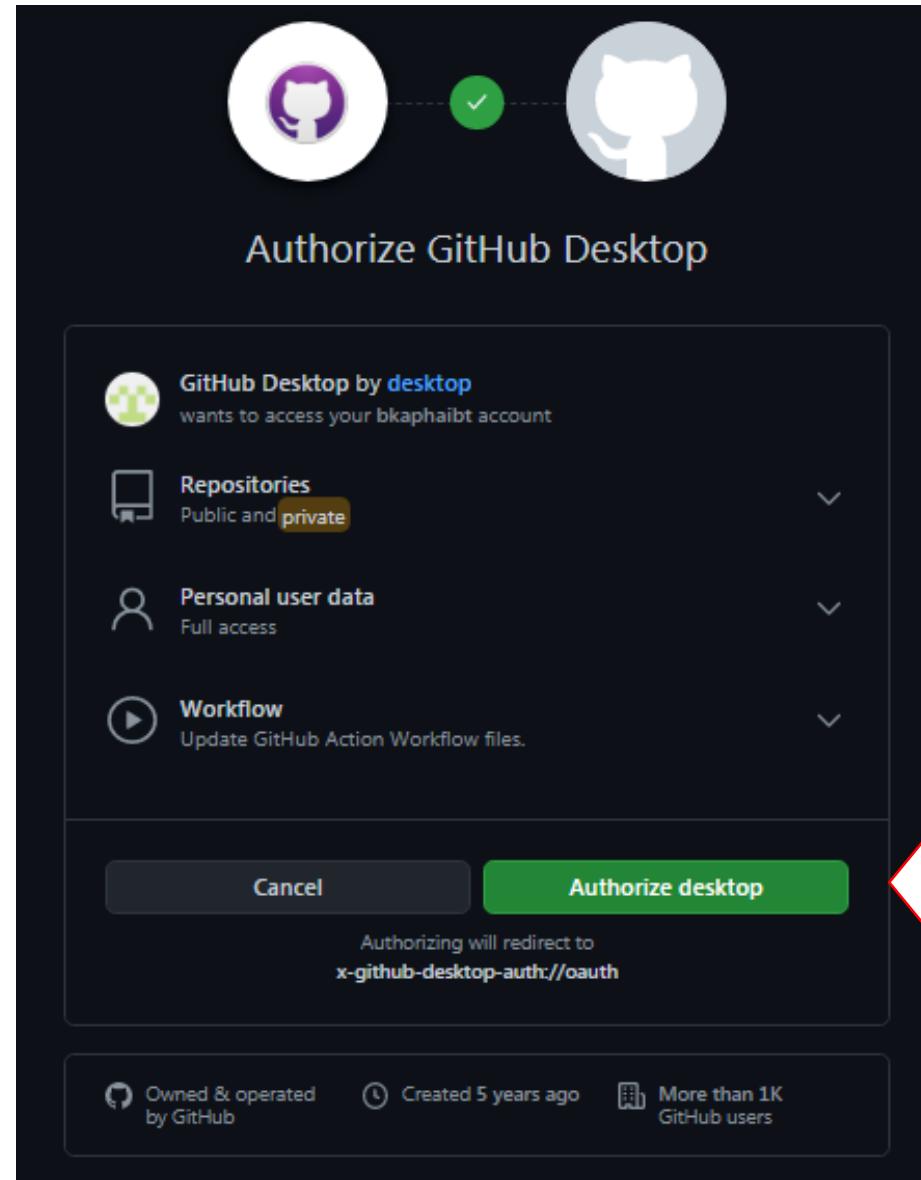 Authorize GitHub Desktop
GitHub Desktop by desktop
wants to access your bkaphaibt account
Repositories
Public and private
Personal user data
Full access
Workflow
Update GitHub Action Workflow files.
Cancel
Authorize desktop
Authorizing will redirect to
x-github-desktop-auth://oauth
Owned & operated
by GitHub
Created 5 years ago
More than 1K
GitHub users